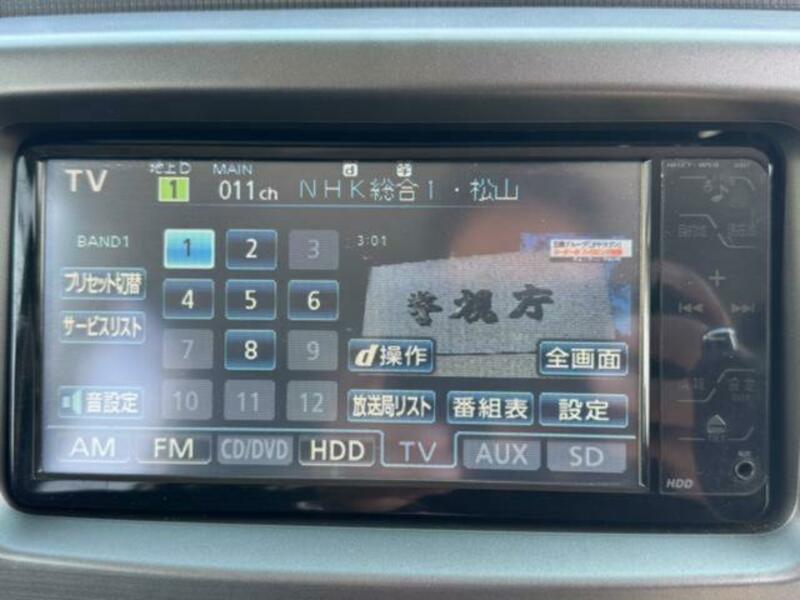 TV 地上D 1 MAIN 011ch NHK総合1・松山
BAND1 1 2 3 3:01
プリセット切替
4 5 6 警視庁
サービスリスト
7 8 9 d操作 全画面
音設定 10 11 12 放送局リスト 番組表 設定
AM FM CD/DVD HDD TV AUX SD
HDD